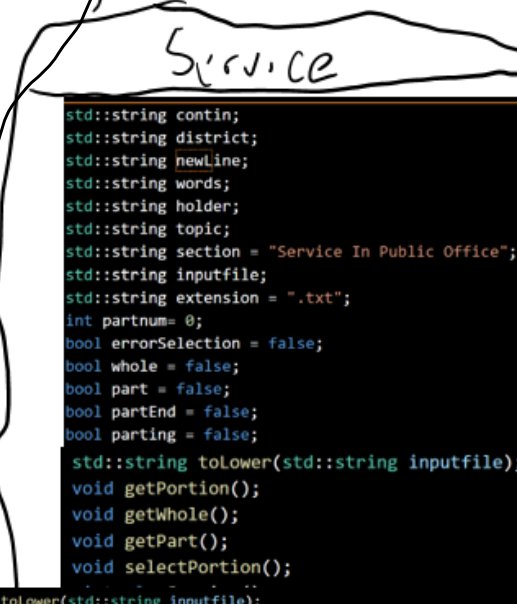 Service
std::string contin;
std::string district;
std::string newLine;
std::string words;
std::string holder;
std::string topic;
std::string section = "Service In Public Office";
std::string inputfile;
std::string extension = ".txt";
int partnum= 0;
bool errorSelection = false;
bool whole = false;
bool part = false;
bool partEnd = false;
bool parting = false;
std::string toLower(std::string inputfile);
void getPortion();
void getWhole();
void getPart();
void selectPortion();
toLower(std::string inputfile);